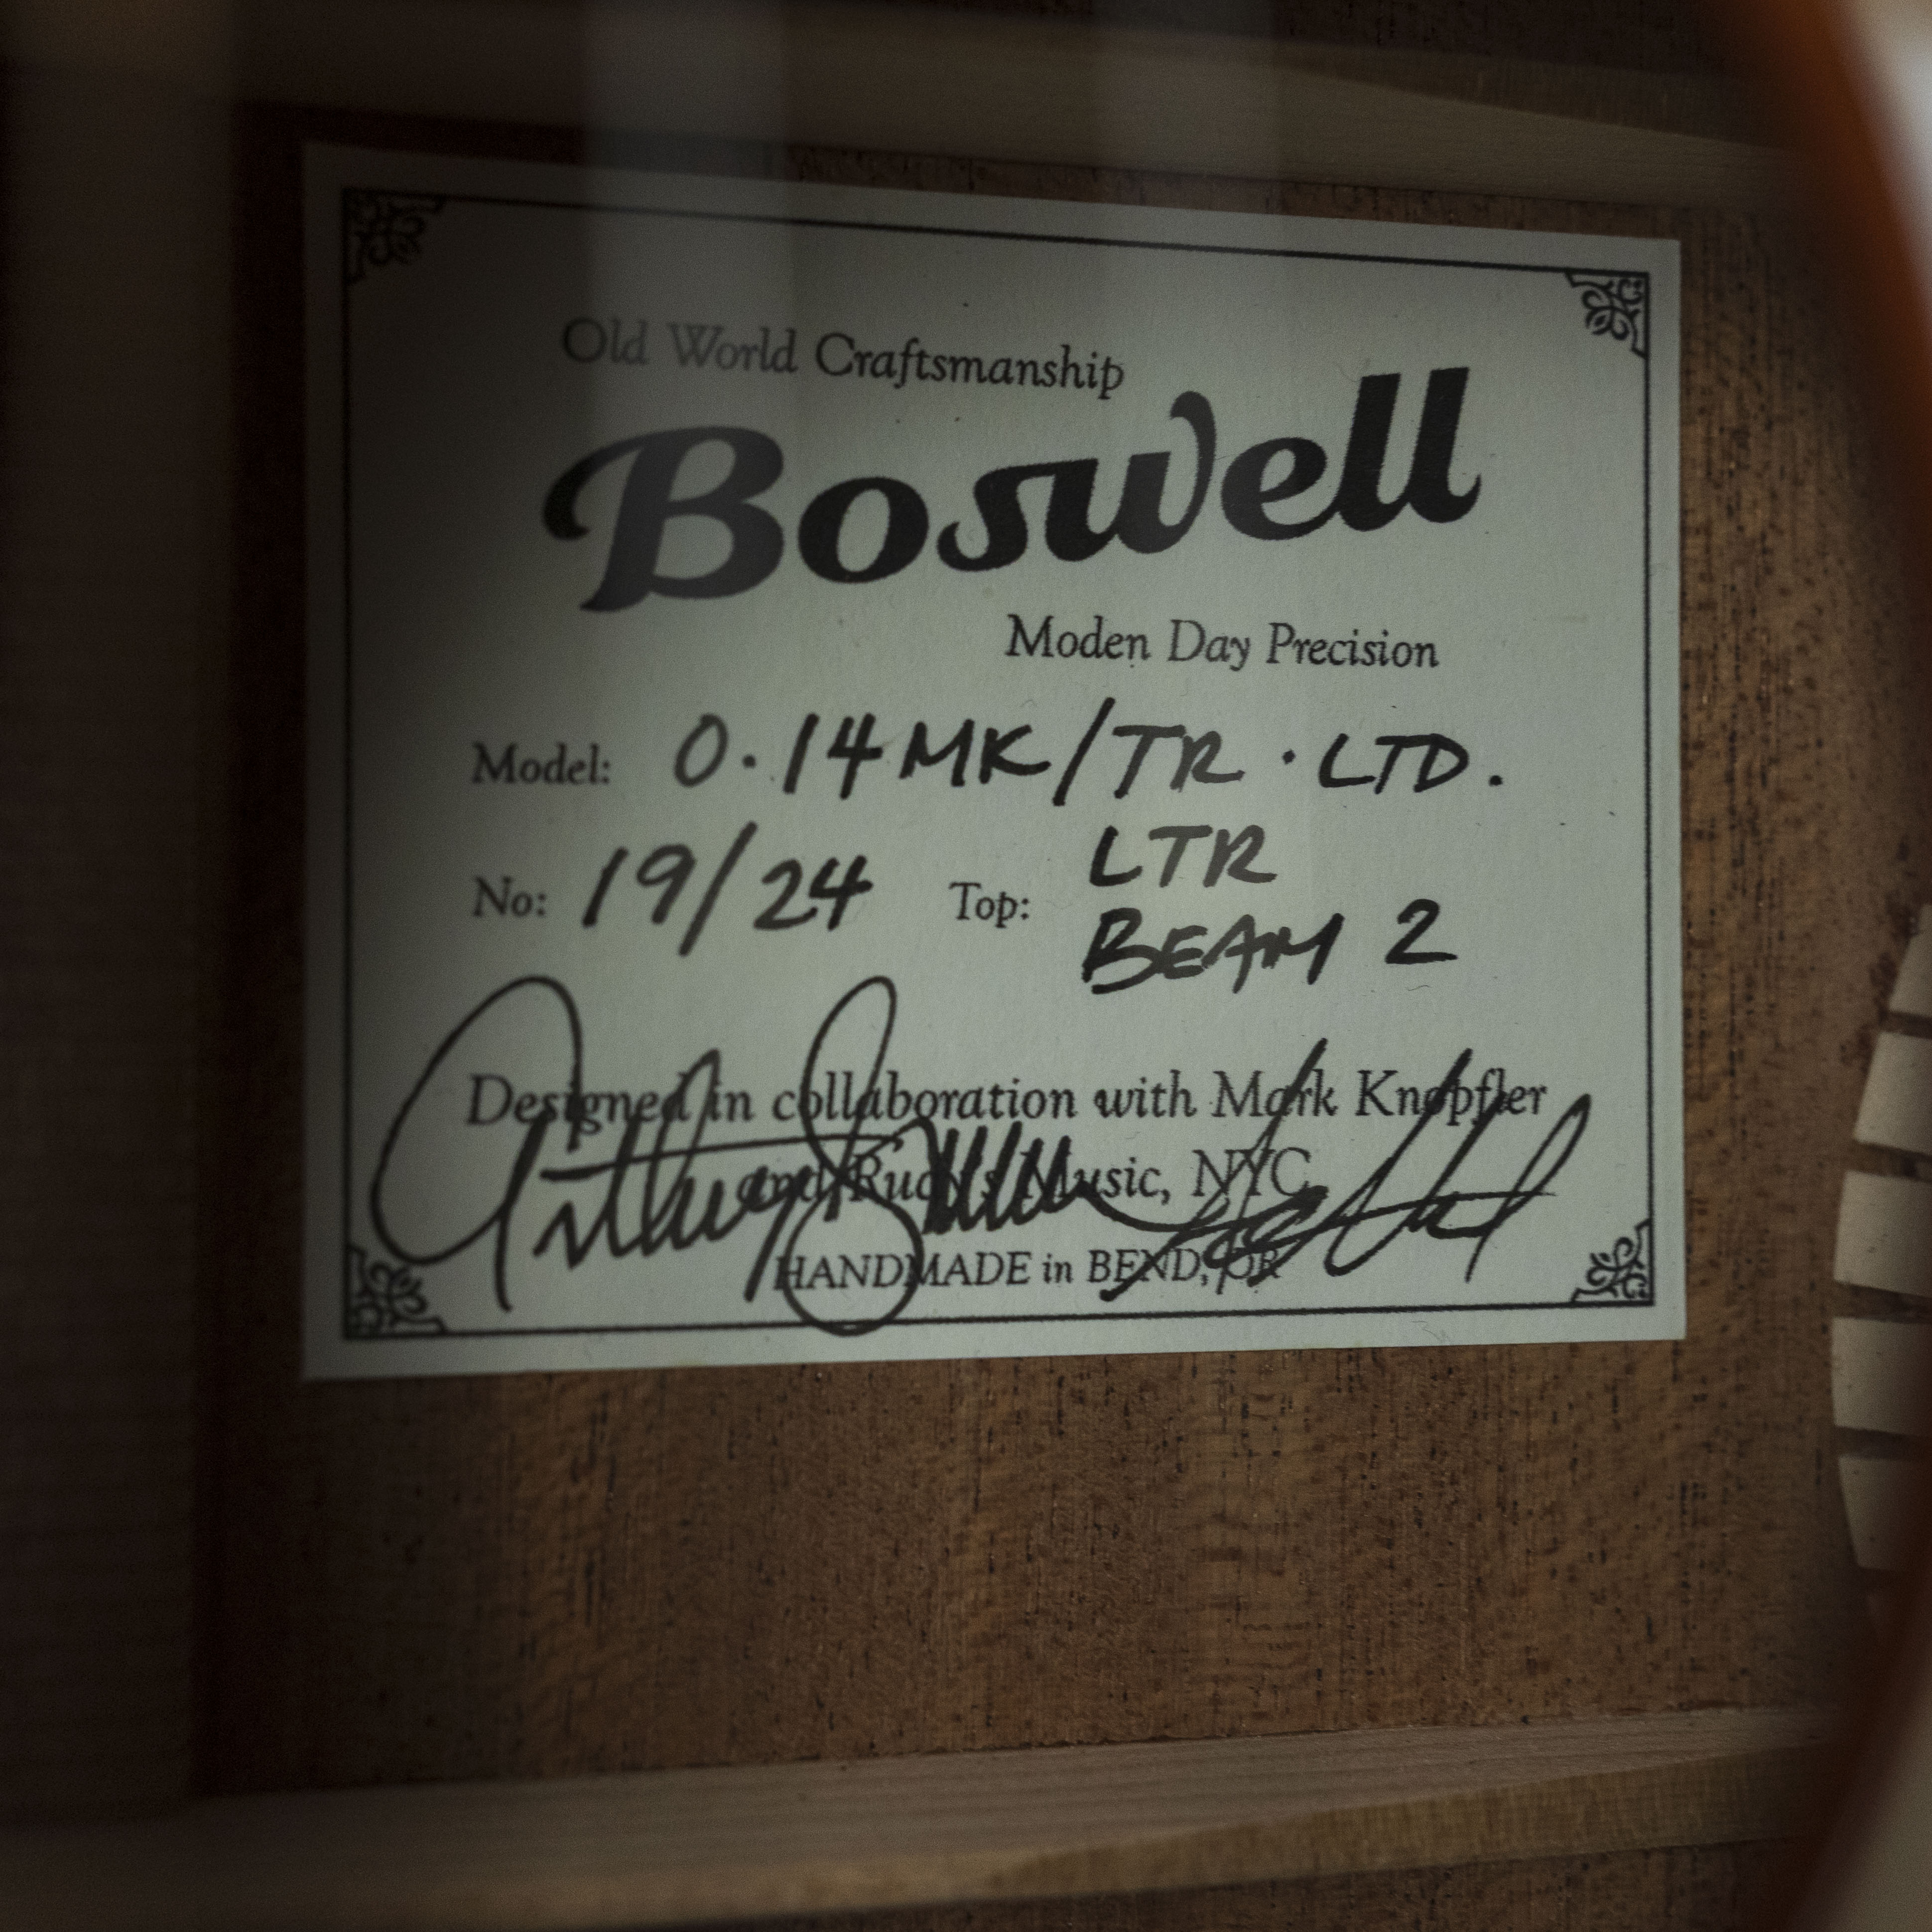 Old World Craftsmanship
Boswell
Moden Day Precision
Model: 0.14MK/TR · LTD.
No: 19/24 Top: LTR
BEAM 2
Designed in collaboration with Mark Knopfler
and Rudy's Music, NYC
HANDMADE in BEND, OR